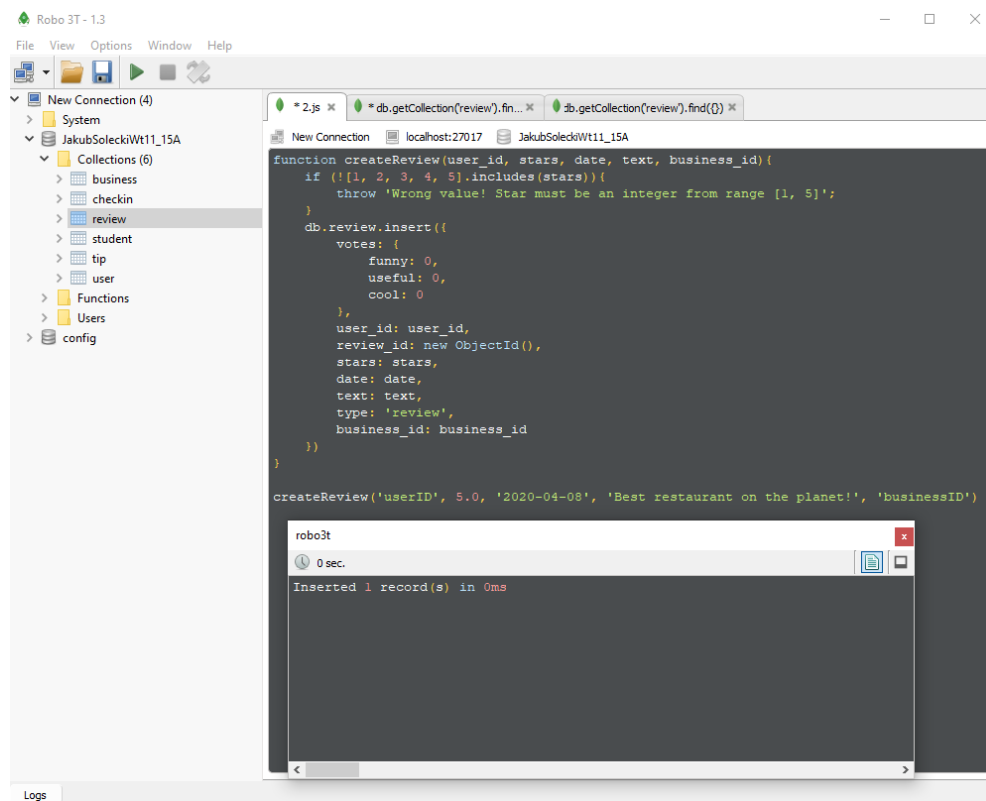 Robo 3T - 1.3
File View Options Window Help
New Connection (4)
System
JakubSoleckiWt11_15A
Collections (6)
business
checkin
review
student
tip
user
Functions
Users
config
* 2.js
* db.getCollection('review').fin...
db.getCollection('review').find({})
New Connection localhost:27017 JakubSoleckiWt11_15A
function createReview(user_id, stars, date, text, business_id){
    if (![1, 2, 3, 4, 5].includes(stars)){
        throw 'Wrong value! Star must be an integer from range [1, 5]';
    }
    db.review.insert({
        votes: {
            funny: 0,
            useful: 0,
            cool: 0
        },
        user_id: user_id,
        review_id: new ObjectId(),
        stars: stars,
        date: date,
        text: text,
        type: 'review',
        business_id: business_id
    })
}
createReview('userID', 5.0, '2020-04-08', 'Best restaurant on the planet!', 'businessID')
robo3t
0 sec.
Inserted 1 record(s) in 0ms
Logs